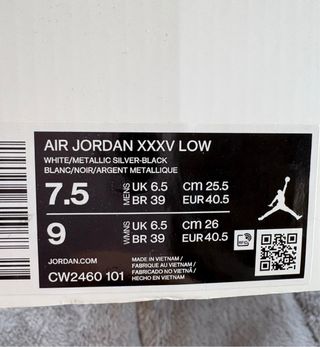 AIR JORDAN XXXV LOW
WHITE/METALLIC SILVER-BLACK
BLANC/NOIR/ARGENT METALLIQUE
7.5 MENS UK 6.5 cm 25.5
BR 39 EUR 40.5
9 WMNS UK 6.5 cm 26
BR 39 EUR 40.5
JORDAN.COM
CW2460 101
MADE IN VIETNAM /
FABRIQUE AU VIETNAM /
FABRICADO NO VIETNÃ /
HECHO EN VIETNAM